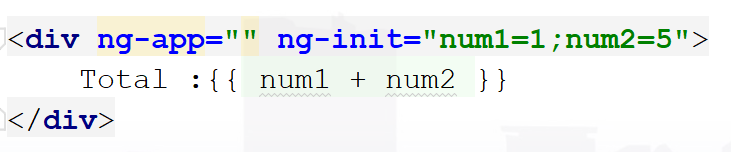 <div ng-app="" ng-init="num1=1;num2=5">
    Total :{{ num1 + num2 }}
</div>